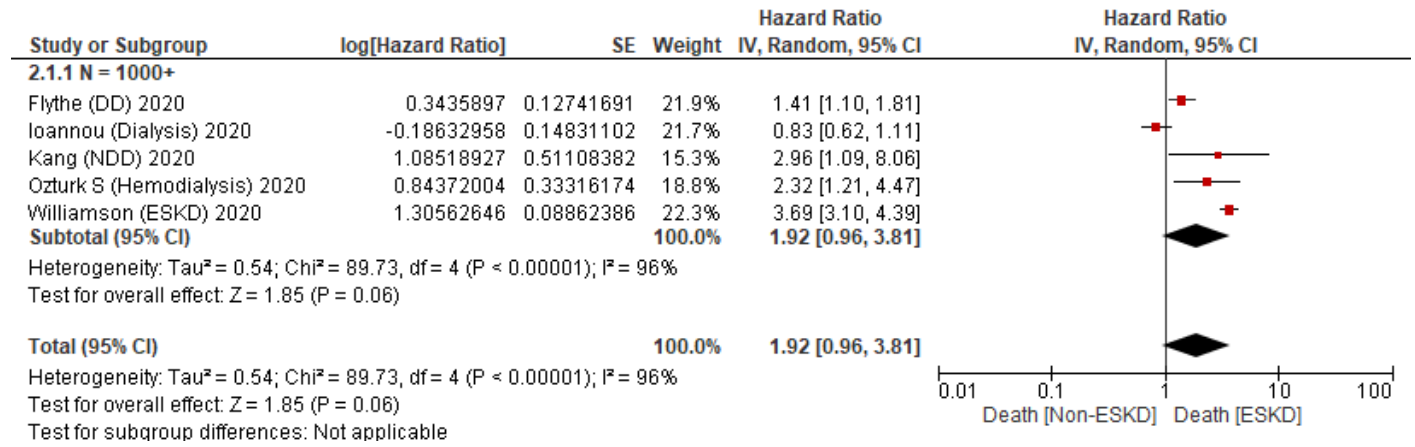 Hazard Ratio Hazard Ratio
Study or Subgroup log[Hazard Ratio] SE Weight IV, Random, 95% CI IV, Random, 95% CI
2.1.1 N = 1000+
Flythe (DD) 2020 0.3435897 0.12741691 21.9% 1.41 [1.10, 1.81]
Ioannou (Dialysis) 2020 -0.18632958 0.14831102 21.7% 0.83 [0.62, 1.11]
Kang (NDD) 2020 1.08518927 0.51108382 15.3% 2.96 [1.09, 8.06]
Ozturk S (Hemodialysis) 2020 0.84372004 0.33316174 18.8% 2.32 [1.21, 4.47]
Williamson (ESKD) 2020 1.30562646 0.08862386 22.3% 3.69 [3.10, 4.39]
Subtotal (95% CI) 100.0% 1.92 [0.96, 3.81]
Heterogeneity: Tau² = 0.54; Chi² = 89.73, df = 4 (P < 0.00001); I² = 96%
Test for overall effect: Z = 1.85 (P = 0.06)
Total (95% CI) 100.0% 1.92 [0.96, 3.81]
Heterogeneity: Tau² = 0.54; Chi² = 89.73, df = 4 (P < 0.00001); I² = 96%
Test for overall effect: Z = 1.85 (P = 0.06)
Test for subgroup differences: Not applicable
0.01 0.1 1 10 100
Death [Non-ESKD] Death [ESKD]